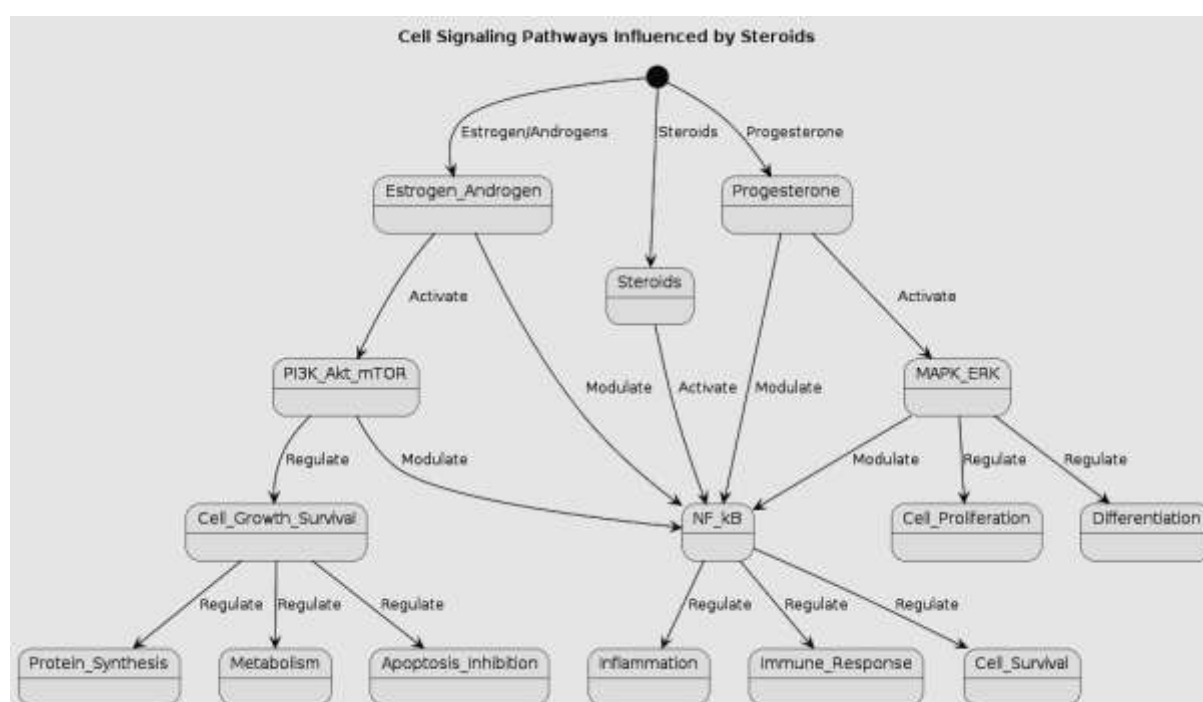 Cell Signaling Pathways Influenced by Steroids
Estrogen/Androgens
Steroids
Progesterone
Estrogen_Androgen
Progesterone
Steroids
Activate
Activate
PI3K_Akt_mTOR
Modulate
Activate
Modulate
MAPK_ERK
Regulate
Modulate
Modulate
Regulate
Regulate
Cell_Growth_Survival
NF_kB
Cell_Proliferation
Differentiation
Regulate
Regulate
Regulate
Regulate
Regulate
Regulate
Protein_Synthesis
Metabolism
Apoptosis_Inhibition
Inflammation
Immune_Response
Cell_Survival